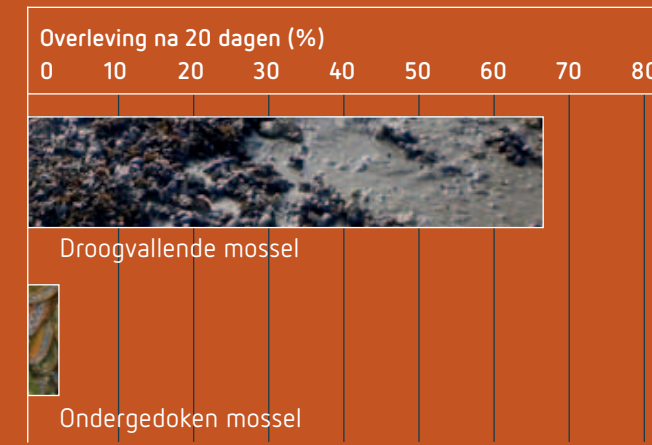 Overleving na 20 dagen (%)
0 10 20 30 40 50 60 70 80
Droogvallende mossel
Ondergedoken mossel